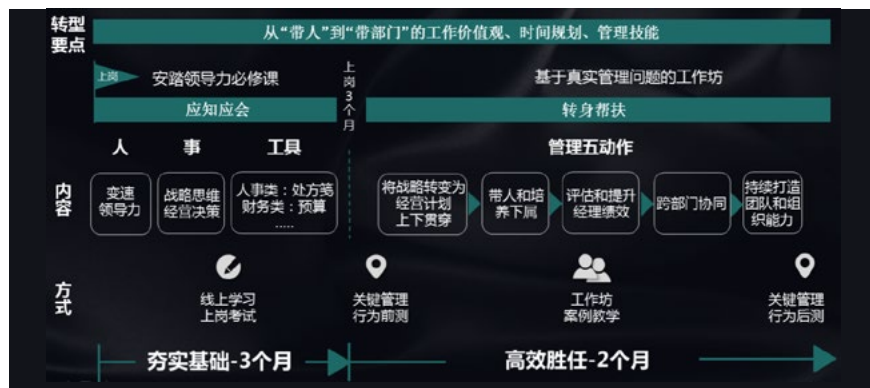 转型
要点
从“带人”到“带部门”的工作价值观、时间规划、管理技能
上岗
安踏领导力必修课
上岗3个月
基于真实管理问题的工作坊
应知应会
转身帮扶
人
事
工具
管理五动作
内容
变速
领导力
战略思维
经营决策
人事类：处方笺
财务类：预算
.....
将战略转变为
经营计划
上下贯穿
带人和培
养下属
评估和提升
经理绩效
跨部门协同
持续打造
团队和组
织能力
方式
线上学习
上岗考试
关键管理
行为前测
工作坊
案例教学
关键管理
行为后测
夯实基础-3个月
高效胜任-2个月